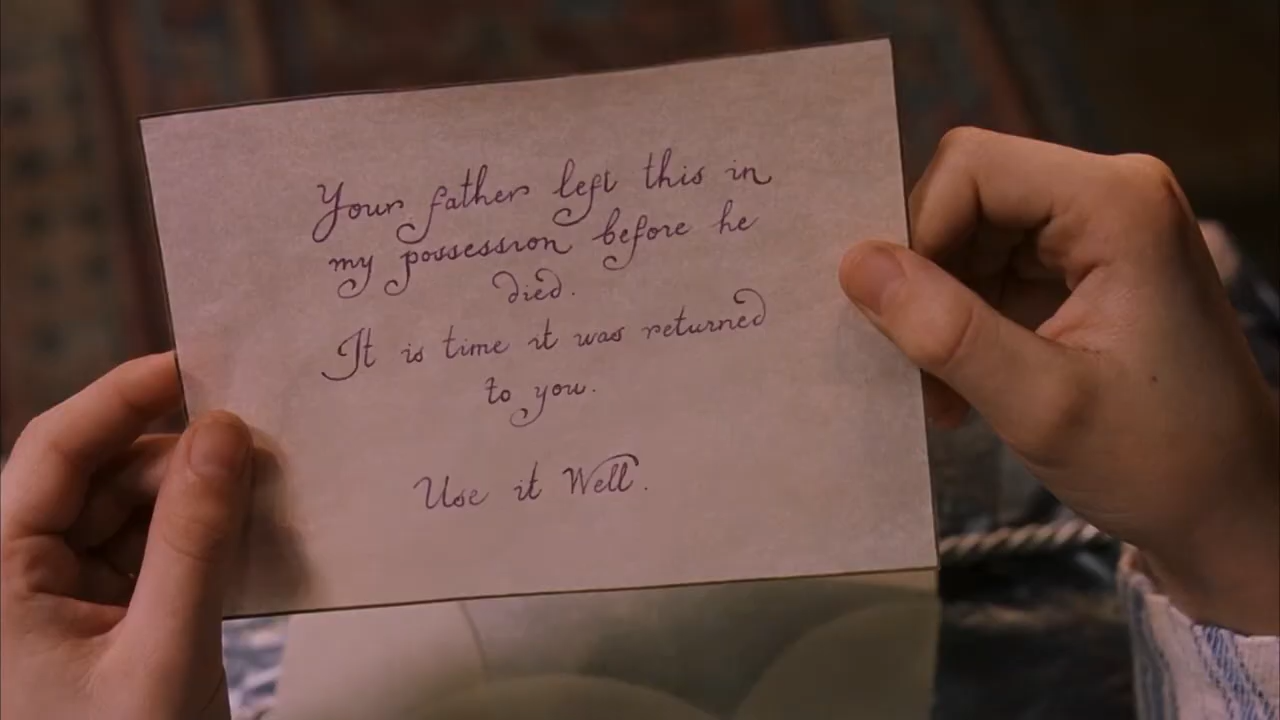 Your father left this in
my possession before he
died.
It is time it was returned
to you.
Use it Well.